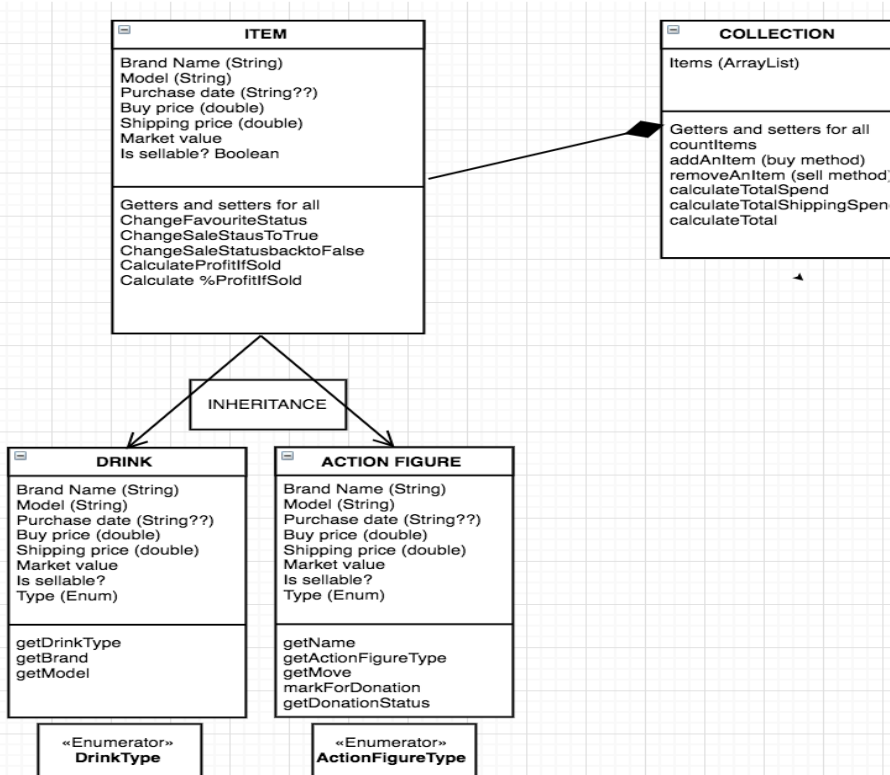 ITEM
Brand Name (String)
Model (String)
Purchase date (String??)
Buy price (double)
Shipping price (double)
Market value
Is sellable? Boolean
Getters and setters for all
ChangeFavouriteStatus
ChangeSaleStausToTrue
ChangeSaleStatusbacktoFalse
CalculateProfitIfSold
Calculate %ProfitIfSold
COLLECTION
Items (ArrayList)
Getters and setters for all
countItems
addAnItem (buy method)
removeAnItem (sell method)
calculateTotalSpend
calculateTotalShippingSpen
calculateTotal
INHERITANCE
DRINK
Brand Name (String)
Model (String)
Purchase date (String??)
Buy price (double)
Shipping price (double)
Market value
Is sellable?
Type (Enum)
getDrinkType
getBrand
getModel
ACTION FIGURE
Brand Name (String)
Model (String)
Purchase date (String??)
Buy price (double)
Shipping price (double)
Market value
Is sellable?
Type (Enum)
getName
getActionFigureType
getMove
markForDonation
getDonationStatus
«Enumerator»
DrinkType
«Enumerator»
ActionFigureType